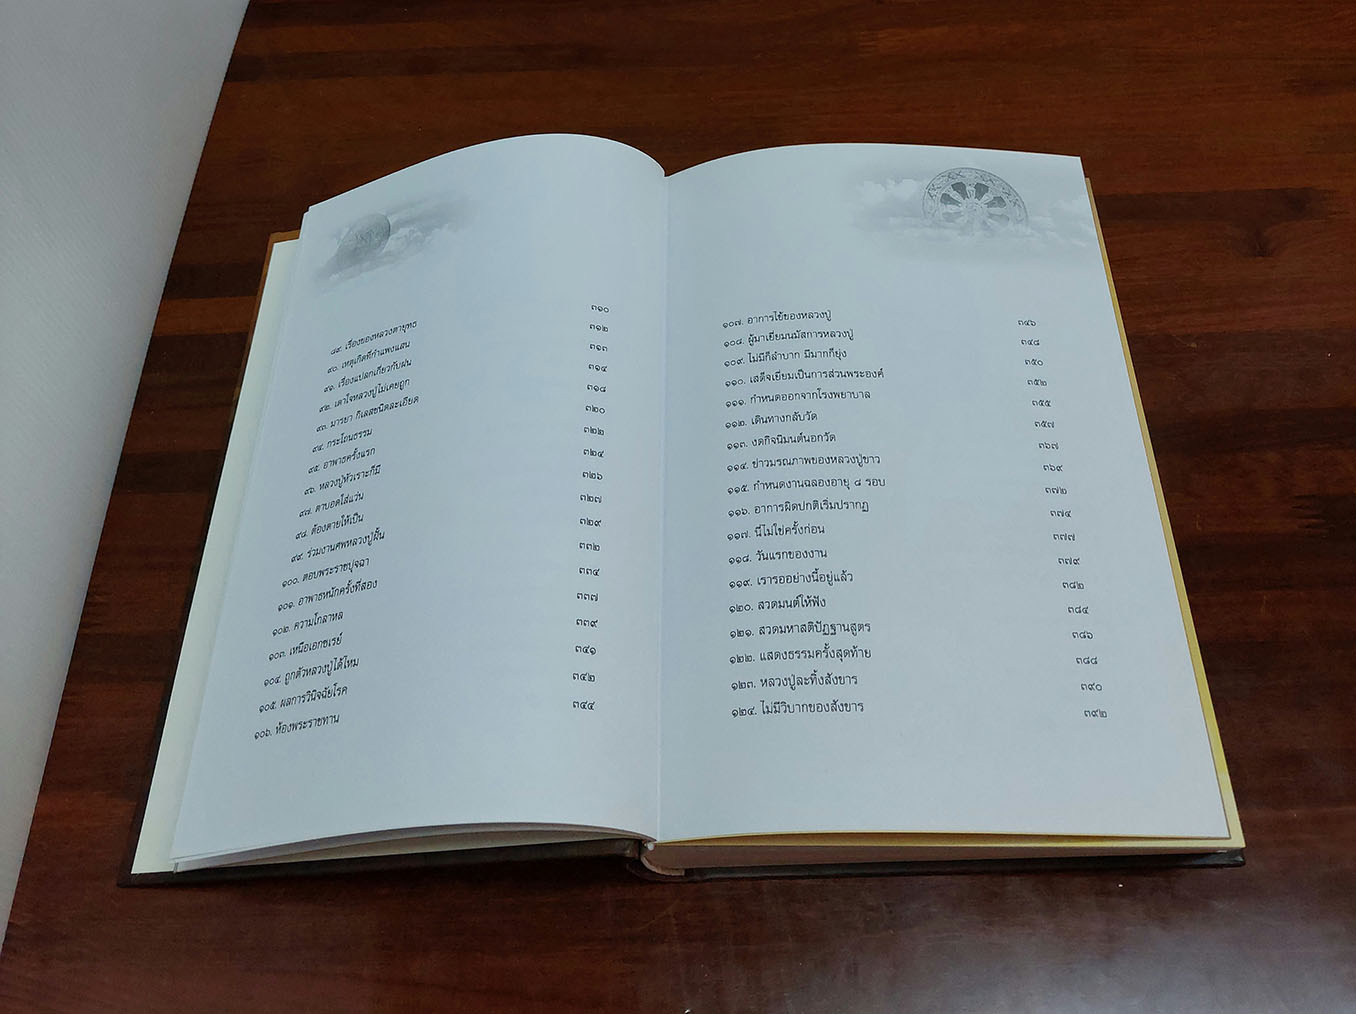 ๘๙. เรื่องของหลวงตายุทธ ๓๑๐
๙๐. เหตุเกิดที่กำแพงแสน ๓๑๒
๙๑. เรื่องแปลกเกี่ยวกับฝน ๓๑๓
๙๒. เดาใจหลวงปู่ไม่เคยถูก ๓๑๔
๙๓. มารยา กิเลสชนิดละเอียด ๓๑๘
๙๔. กระโถนธรรม ๓๒๐
๙๕. อาพาธครั้งแรก ๓๒๒
๙๖. หลวงปู่หัวเราะก็มี ๓๒๔
๙๗. ตาบอดใส่แว่น ๓๒๖
๙๘. ต้องตายให้เป็น ๓๒๗
๙๙. ร่วมงานศพหลวงปู่ฝั้น ๓๒๙
๑๐๐. ตอบพระราชปุจฉา ๓๓๒
๑๐๑. อาพาธหนักครั้งที่สอง ๓๓๔
๑๐๒. ความโกลาหล ๓๓๗
๑๐๓. เหนือเอกซเรย์ ๓๓๙
๑๐๔. ถูกตัวหลวงปู่ได้ไหม ๓๔๑
๑๐๕. ผลการวินิจฉัยโรค ๓๔๒
๑๐๖. ห้องพระราชทาน ๓๔๔
๑๐๗. อาการไข้ของหลวงปู่ ๓๔๖
๑๐๘. ผู้มาเยี่ยมนมัสการหลวงปู่ ๓๔๘
๑๐๙. ไม่มีก็ลำบาก มีมากก็ยุ่ง ๓๕๐
๑๑๐. เสด็จเยี่ยมเป็นการส่วนพระองค์ ๓๕๒
๑๑๑. กำหนดออกจากโรงพยาบาล ๓๕๕
๑๑๒. เดินทางกลับวัด ๓๕๗
๑๑๓. งดกิจนิมนต์นอกวัด ๓๖๗
๑๑๔. ข่าวมรณภาพของหลวงปู่ขาว ๓๖๙
๑๑๕. กำหนดงานฉลองอายุ ๘ รอบ ๓๗๒
๑๑๖. อาการผิดปกติเริ่มปรากฏ ๓๗๔
๑๑๗. นี่ไม่ใช่ครั้งก่อน ๓๗๗
๑๑๘. วันแรกของงาน ๓๗๙
๑๑๙. เรารออย่างนี้อยู่แล้ว ๓๘๒
๑๒๐. สวดมนต์ให้ฟัง ๓๘๔
๑๒๑. สวดมหาสติปัฏฐานสูตร ๓๘๖
๑๒๒. แสดงธรรมครั้งสุดท้าย ๓๘๘
๑๒๓. หลวงปู่ละทิ้งสังขาร ๓๙๐
๑๒๔. ไม่มีวิบากของสังขาร ๓๙๒